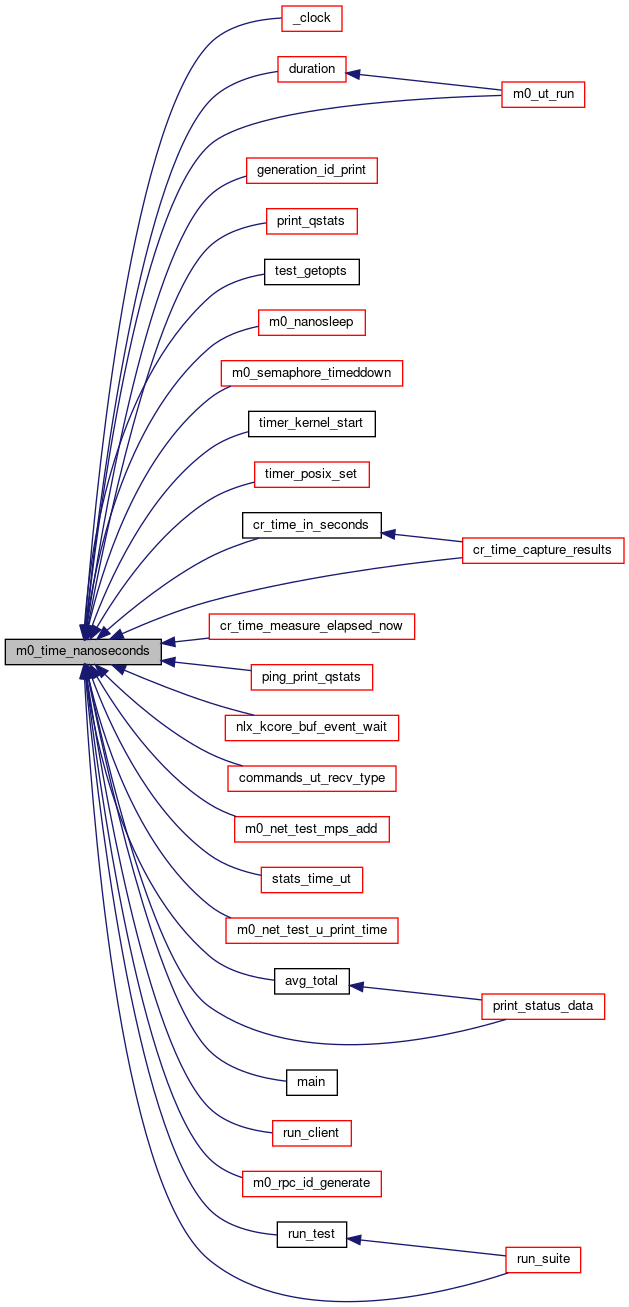 _clock
duration
m0_ut_run
generation_id_print
print_qstats
test_getopts
m0_nanosleep
m0_semaphore_timeddown
timer_kernel_start
timer_posix_set
cr_time_in_seconds
cr_time_capture_results
cr_time_measure_elapsed_now
m0_time_nanoseconds
ping_print_qstats
nlx_kcore_buf_event_wait
commands_ut_recv_type
m0_net_test_mps_add
stats_time_ut
m0_net_test_u_print_time
avg_total
print_status_data
main
run_client
m0_rpc_id_generate
run_test
run_suite